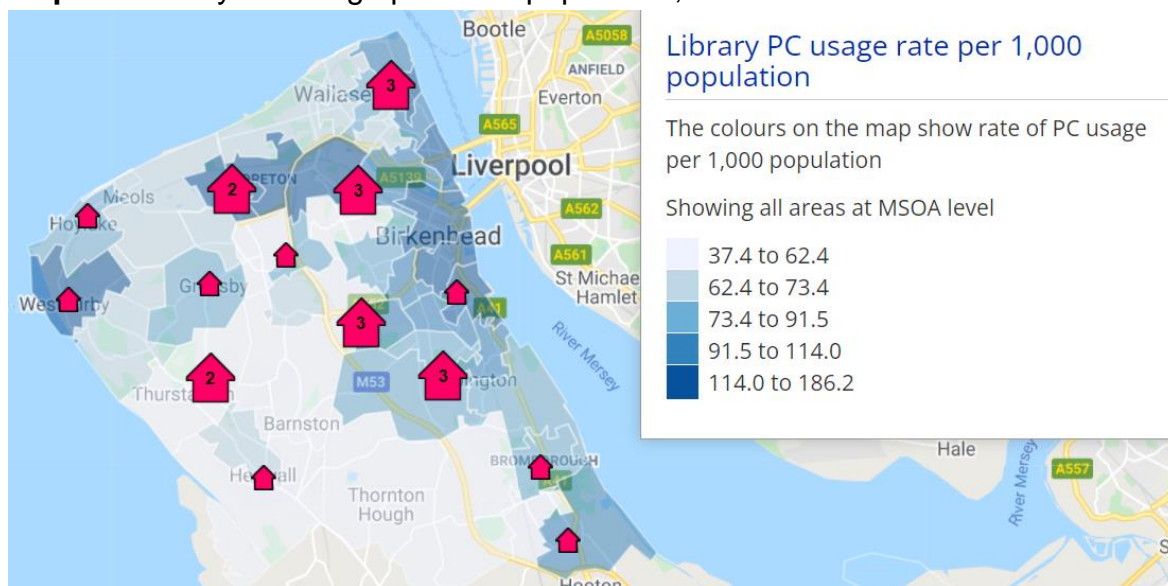 Bootle
A5058
ANFIELD
Everton
3
A565
Liverpool
2
3
A5139
Meols
A562
Birkenhead
A561
St Michae
Hamlet
A41
3
River Mersey
2
3
M53
Barnston
Thornton
Hough
Hooton
Library PC usage rate per 1,000
population
The colours on the map show rate of PC usage
per 1,000 population
Showing all areas at MSOA level
37.4 to 62.4
62.4 to 73.4
73.4 to 91.5
91.5 to 114.0
114.0 to 186.2
Hale
A557
River Mersey
S